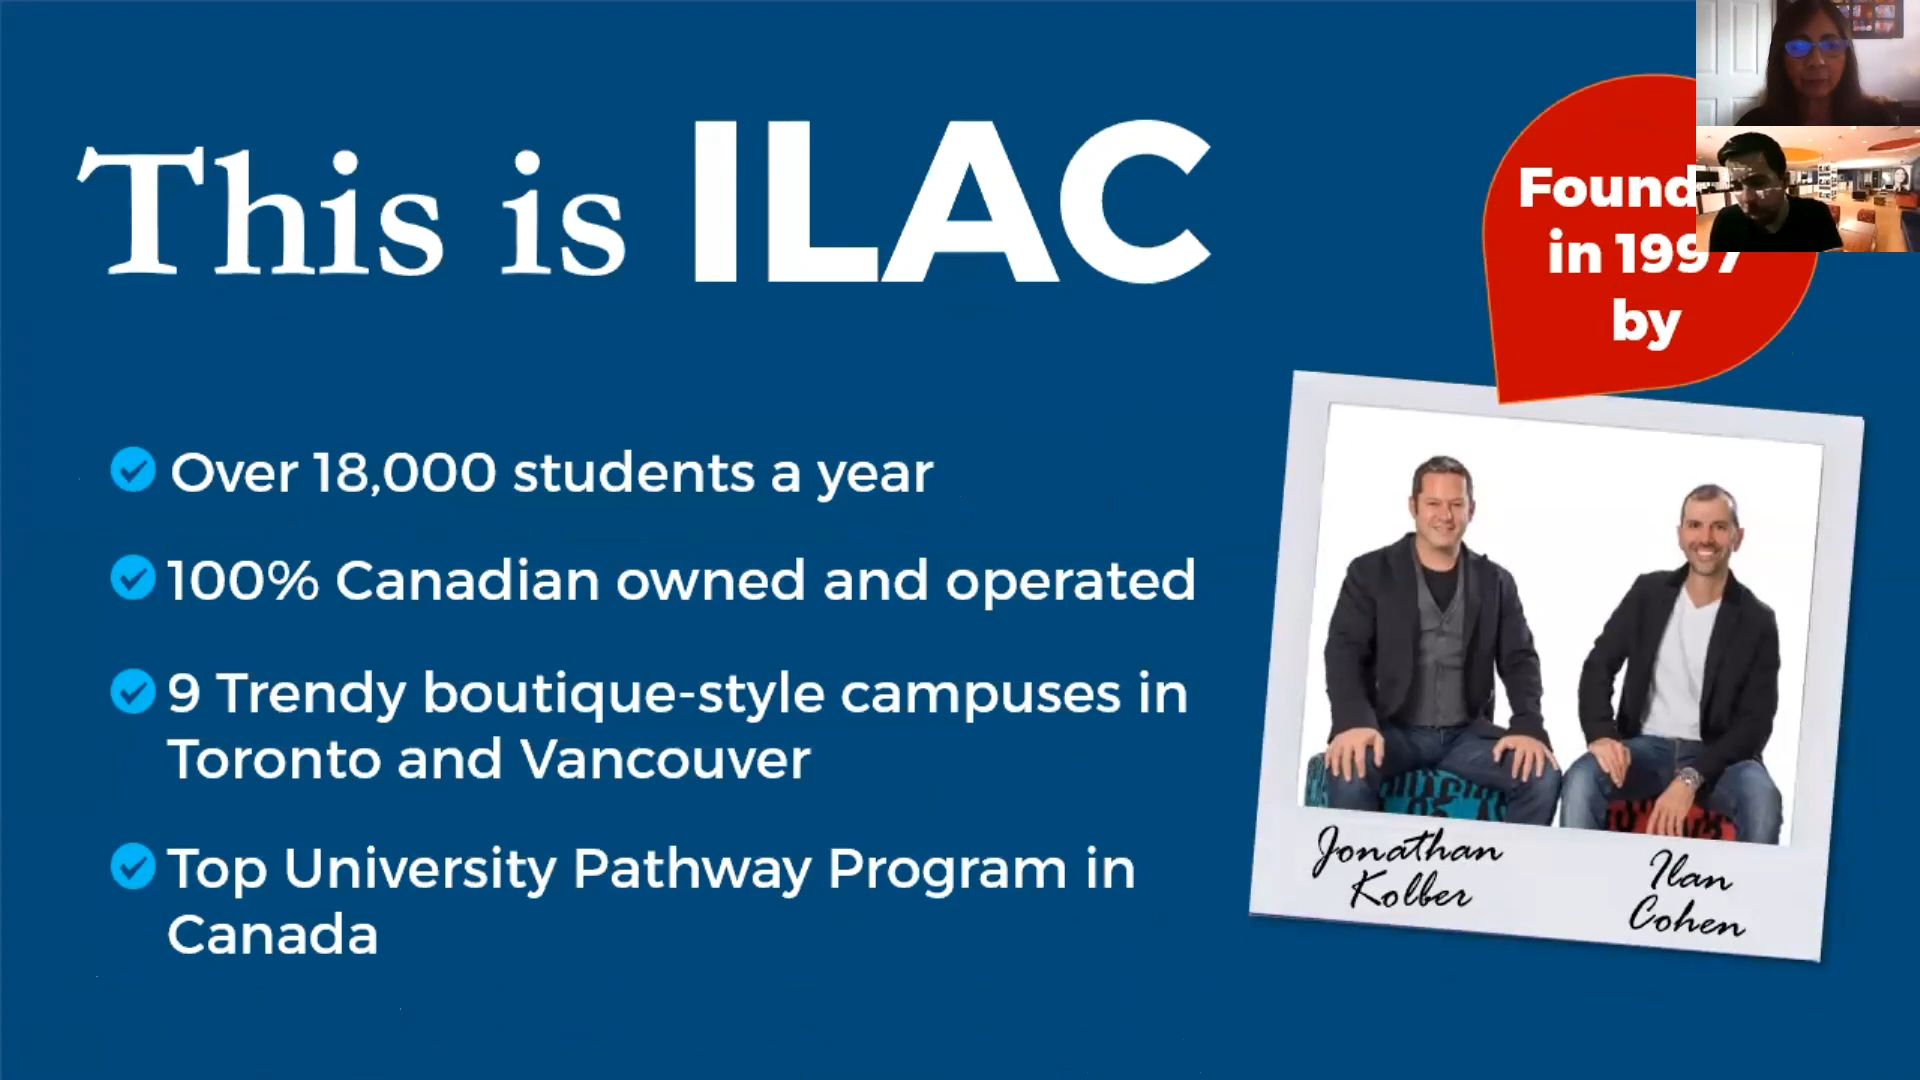 This is ILAC
Found
in 1997
by
Over 18,000 students a year
100% Canadian owned and operated
9 Trendy boutique-style campuses in
Toronto and Vancouver
Top University Pathway Program in
Canada
Jonathan
Kolber
Ilan
Cohen